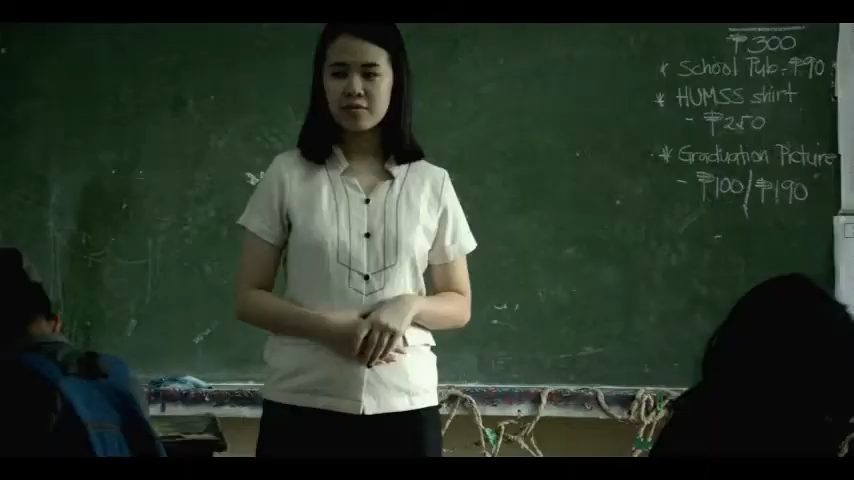 ₱300
* School Pub. ₱90
* HUMSS shirt
- ₱250
* Graduation Picture
- ₱100/₱190